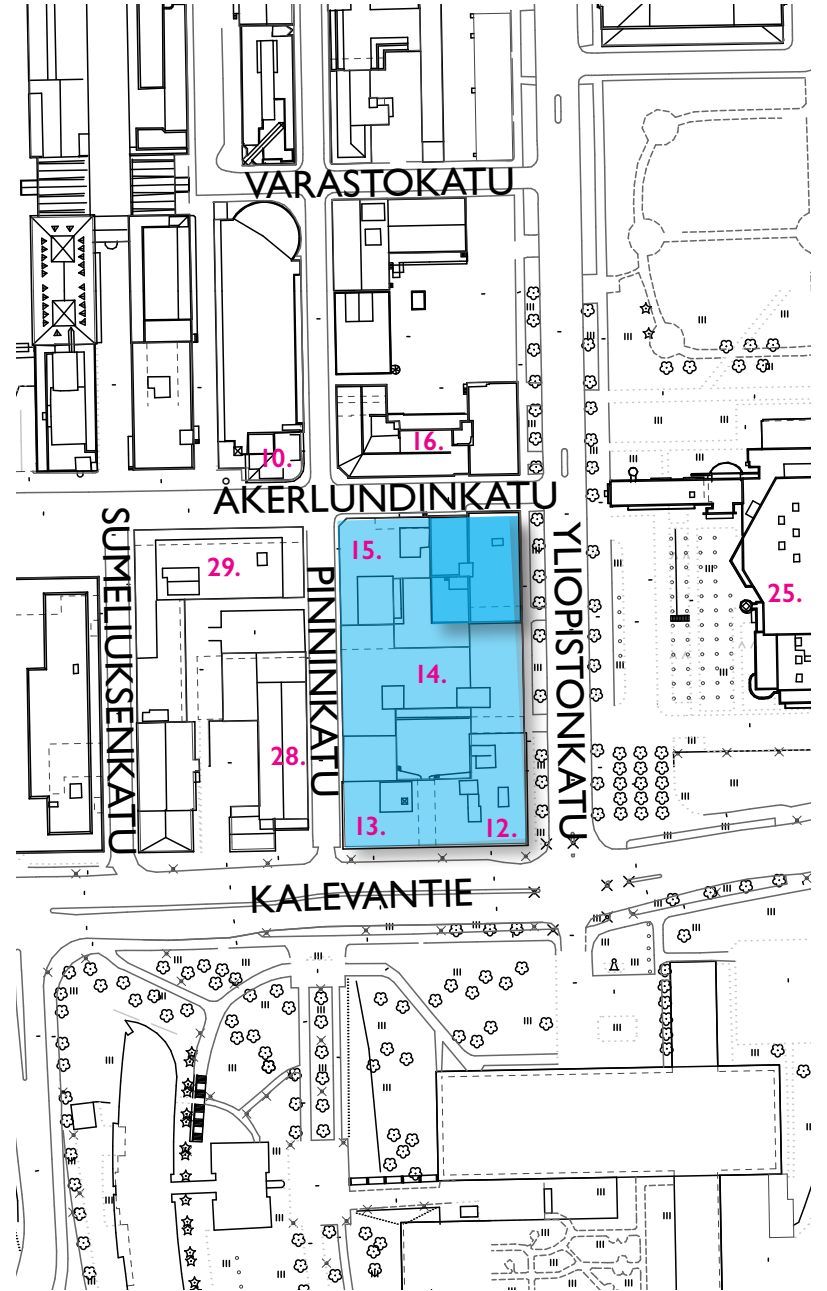 VARASTOKATU
16.
10.
ÅKERLUNDINKATU
SUMELIUKSENKATU
PINNINKATU
YLIOPISTONKATU
15.
29.
25.
14.
28.
13.
12.
KALEVANTIE